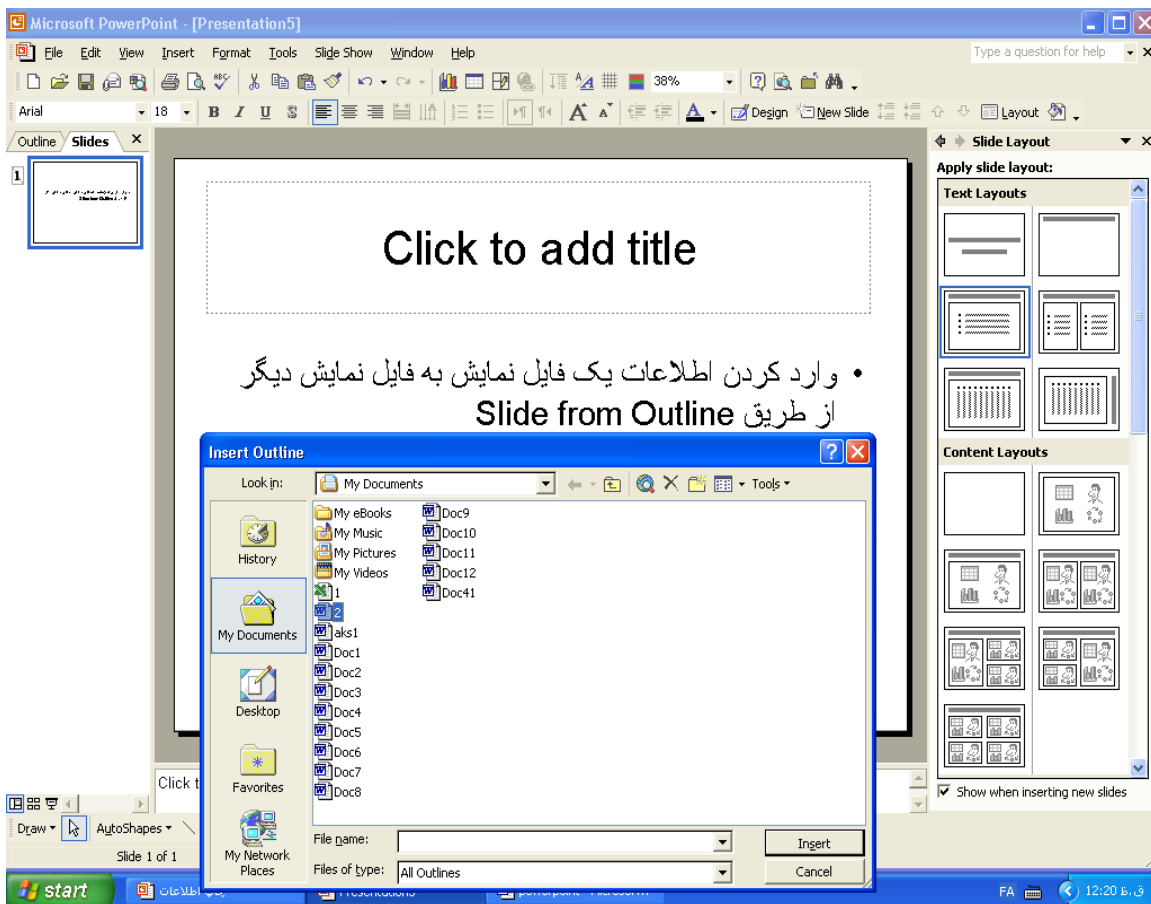 Microsoft PowerPoint - [Presentation5]
File Edit View Insert Format Tools Slide Show Window Help
Type a question for help
38%
Arial 18 B I U S Design New Slide Layout
Outline Slides
Slide Layout
1
Apply slide layout:
Text Layouts
Click to add title
• وارد کردن اطلاعات یک فایل نمایش به فایل نمایش دیگر
از طریق Slide from Outline
Content Layouts
Insert Outline
Look in: My Documents Tools
History
My Documents
Desktop
Favorites
My Network Places
My eBooks
My Music
My Pictures
My Videos
1
2
aks1
Doc1
Doc2
Doc3
Doc4
Doc5
Doc6
Doc7
Doc8
Doc9
Doc10
Doc11
Doc12
Doc41
File name:
Insert
Files of type: All Outlines
Cancel
Click t
Show when inserting new slides
Draw AutoShapes
Slide 1 of 1
start
اطلاعات
FA
12:20 ق.ظ